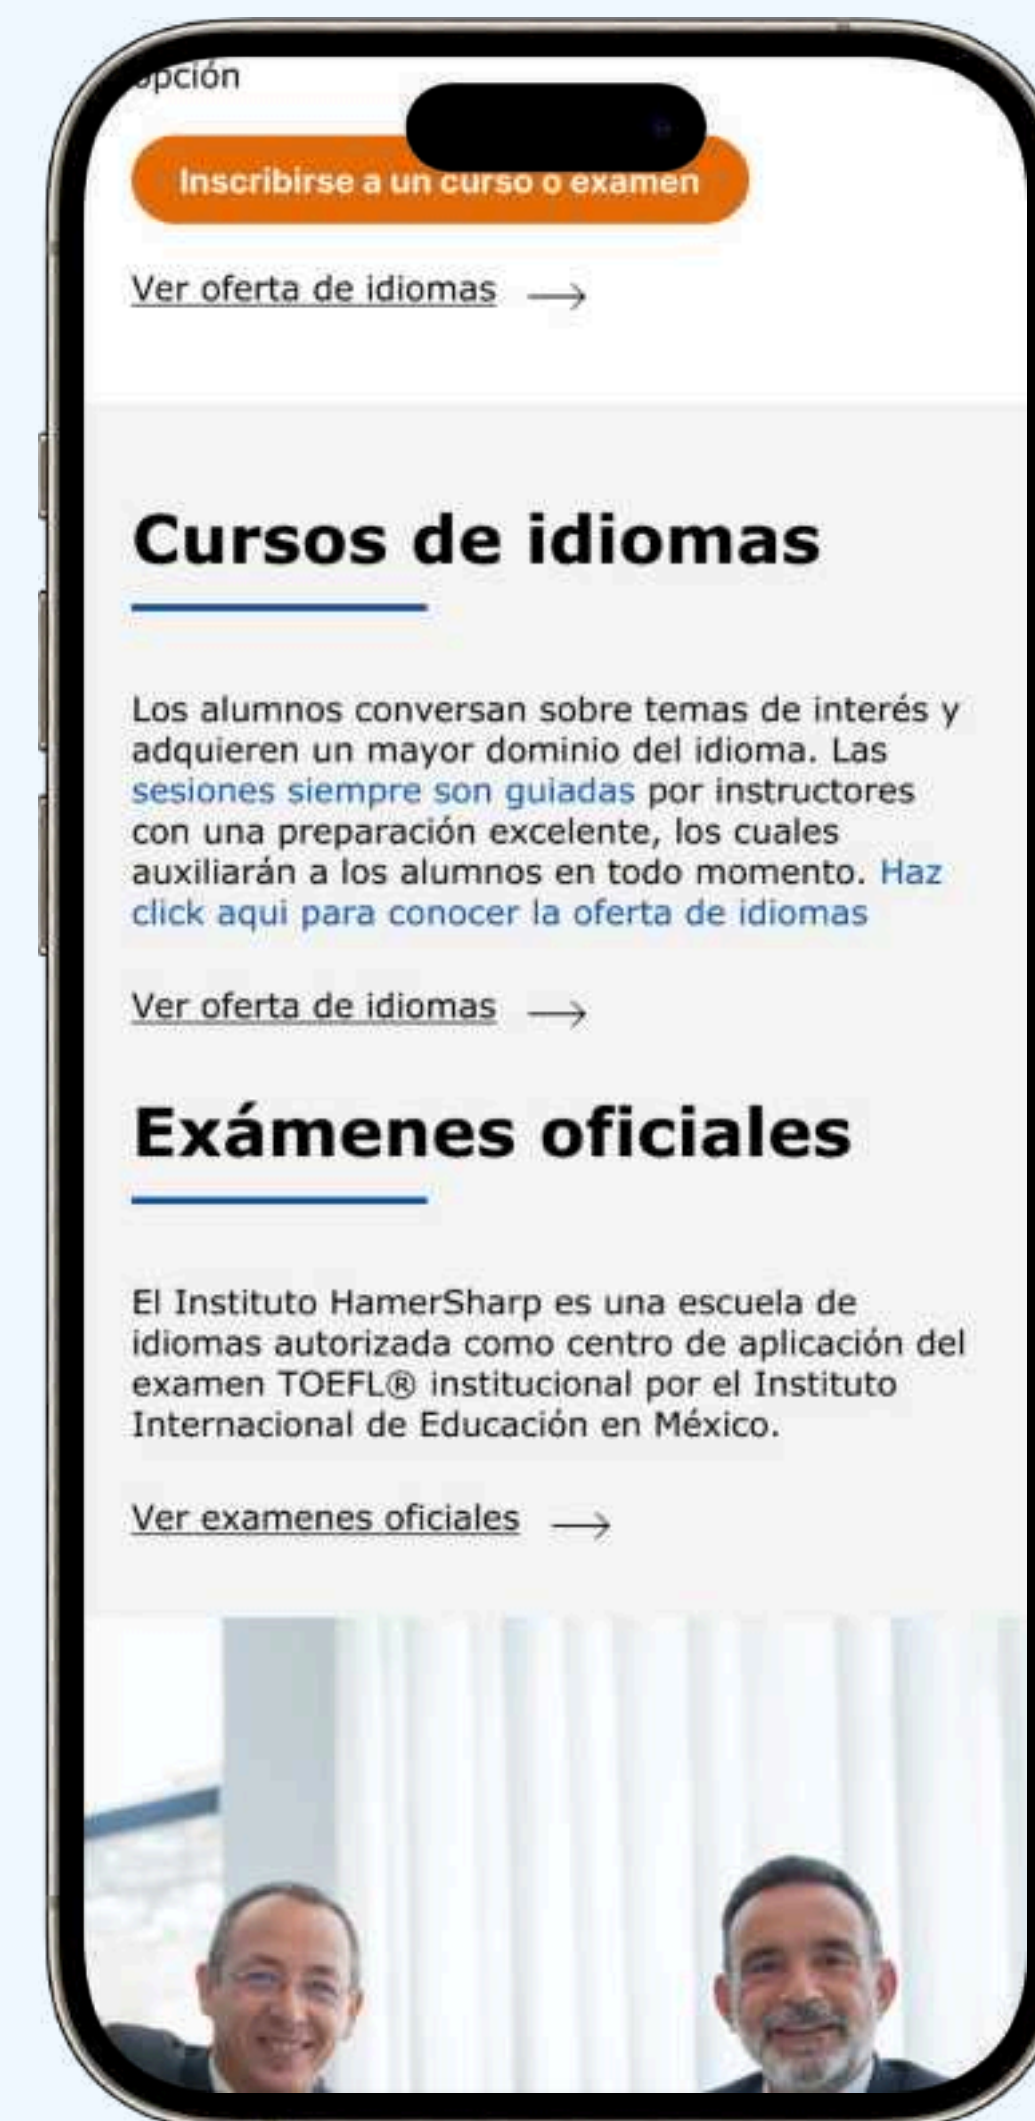 opción
Inscribirse a un curso o examen
Ver oferta de idiomas
Cursos de idiomas
Los alumnos conversan sobre temas de interés y
adquieren un mayor dominio del idioma. Las
sesiones siempre son guiadas por instructores
con una preparación excelente, los cuales
auxiliarán a los alumnos en todo momento. Haz
click aqui para conocer la oferta de idiomas
Ver oferta de idiomas
Exámenes oficiales
El Instituto HamerSharp es una escuela de
idiomas autorizada como centro de aplicación del
examen TOEFL® institucional por el Instituto
Internacional de Educación en México.
Ver examenes oficiales